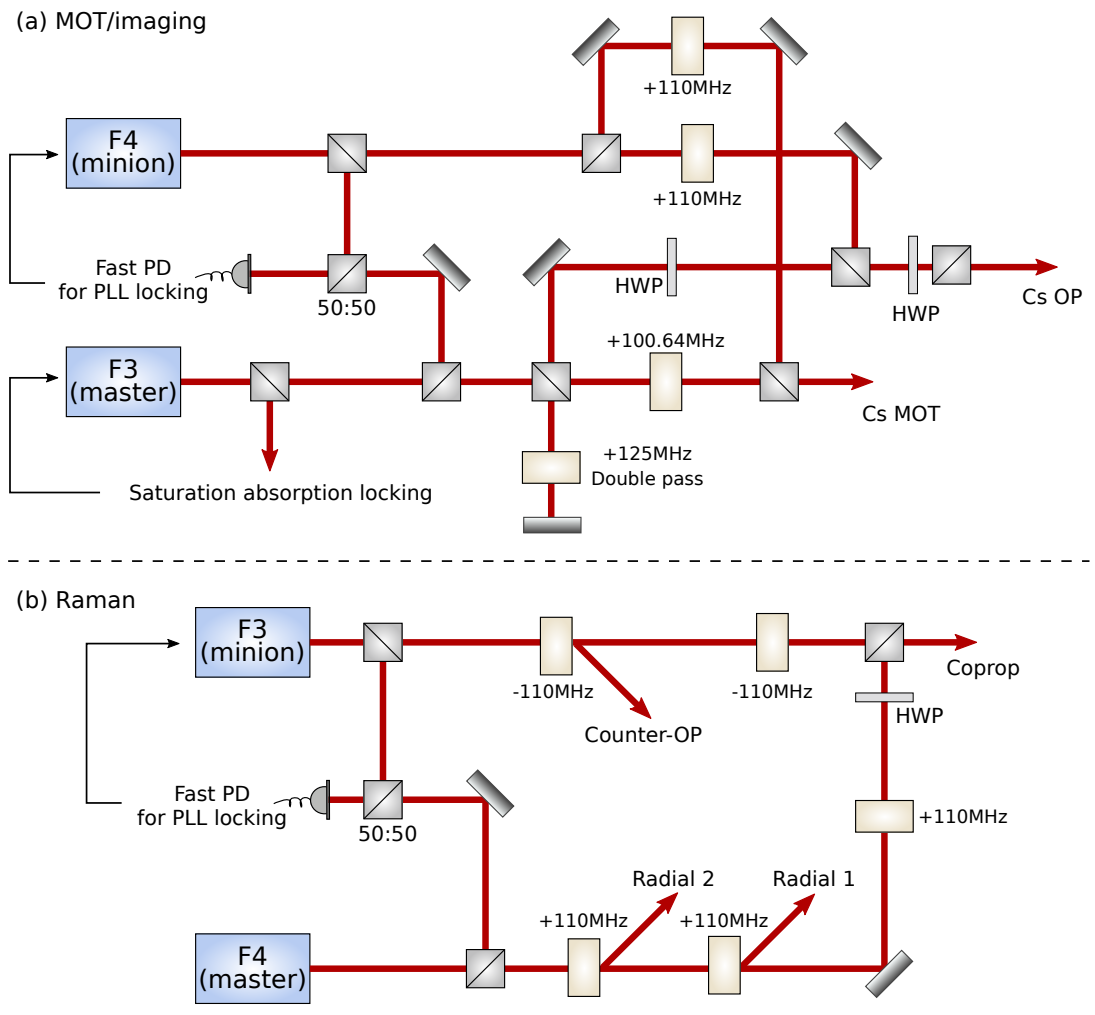 (a) MOT/imaging
+110MHz
F4
(minion)
+110MHz
Fast PD
for PLL locking
50:50
HWP
HWP
Cs OP
F3
(master)
+100.64MHz
Cs MOT
+125MHz
Double pass
Saturation absorption locking
(b) Raman
F3
(minion)
-110MHz
-110MHz
Coprop
HWP
Counter-OP
Fast PD
for PLL locking
50:50
+110MHz
Radial 2
Radial 1
+110MHz
+110MHz
F4
(master)